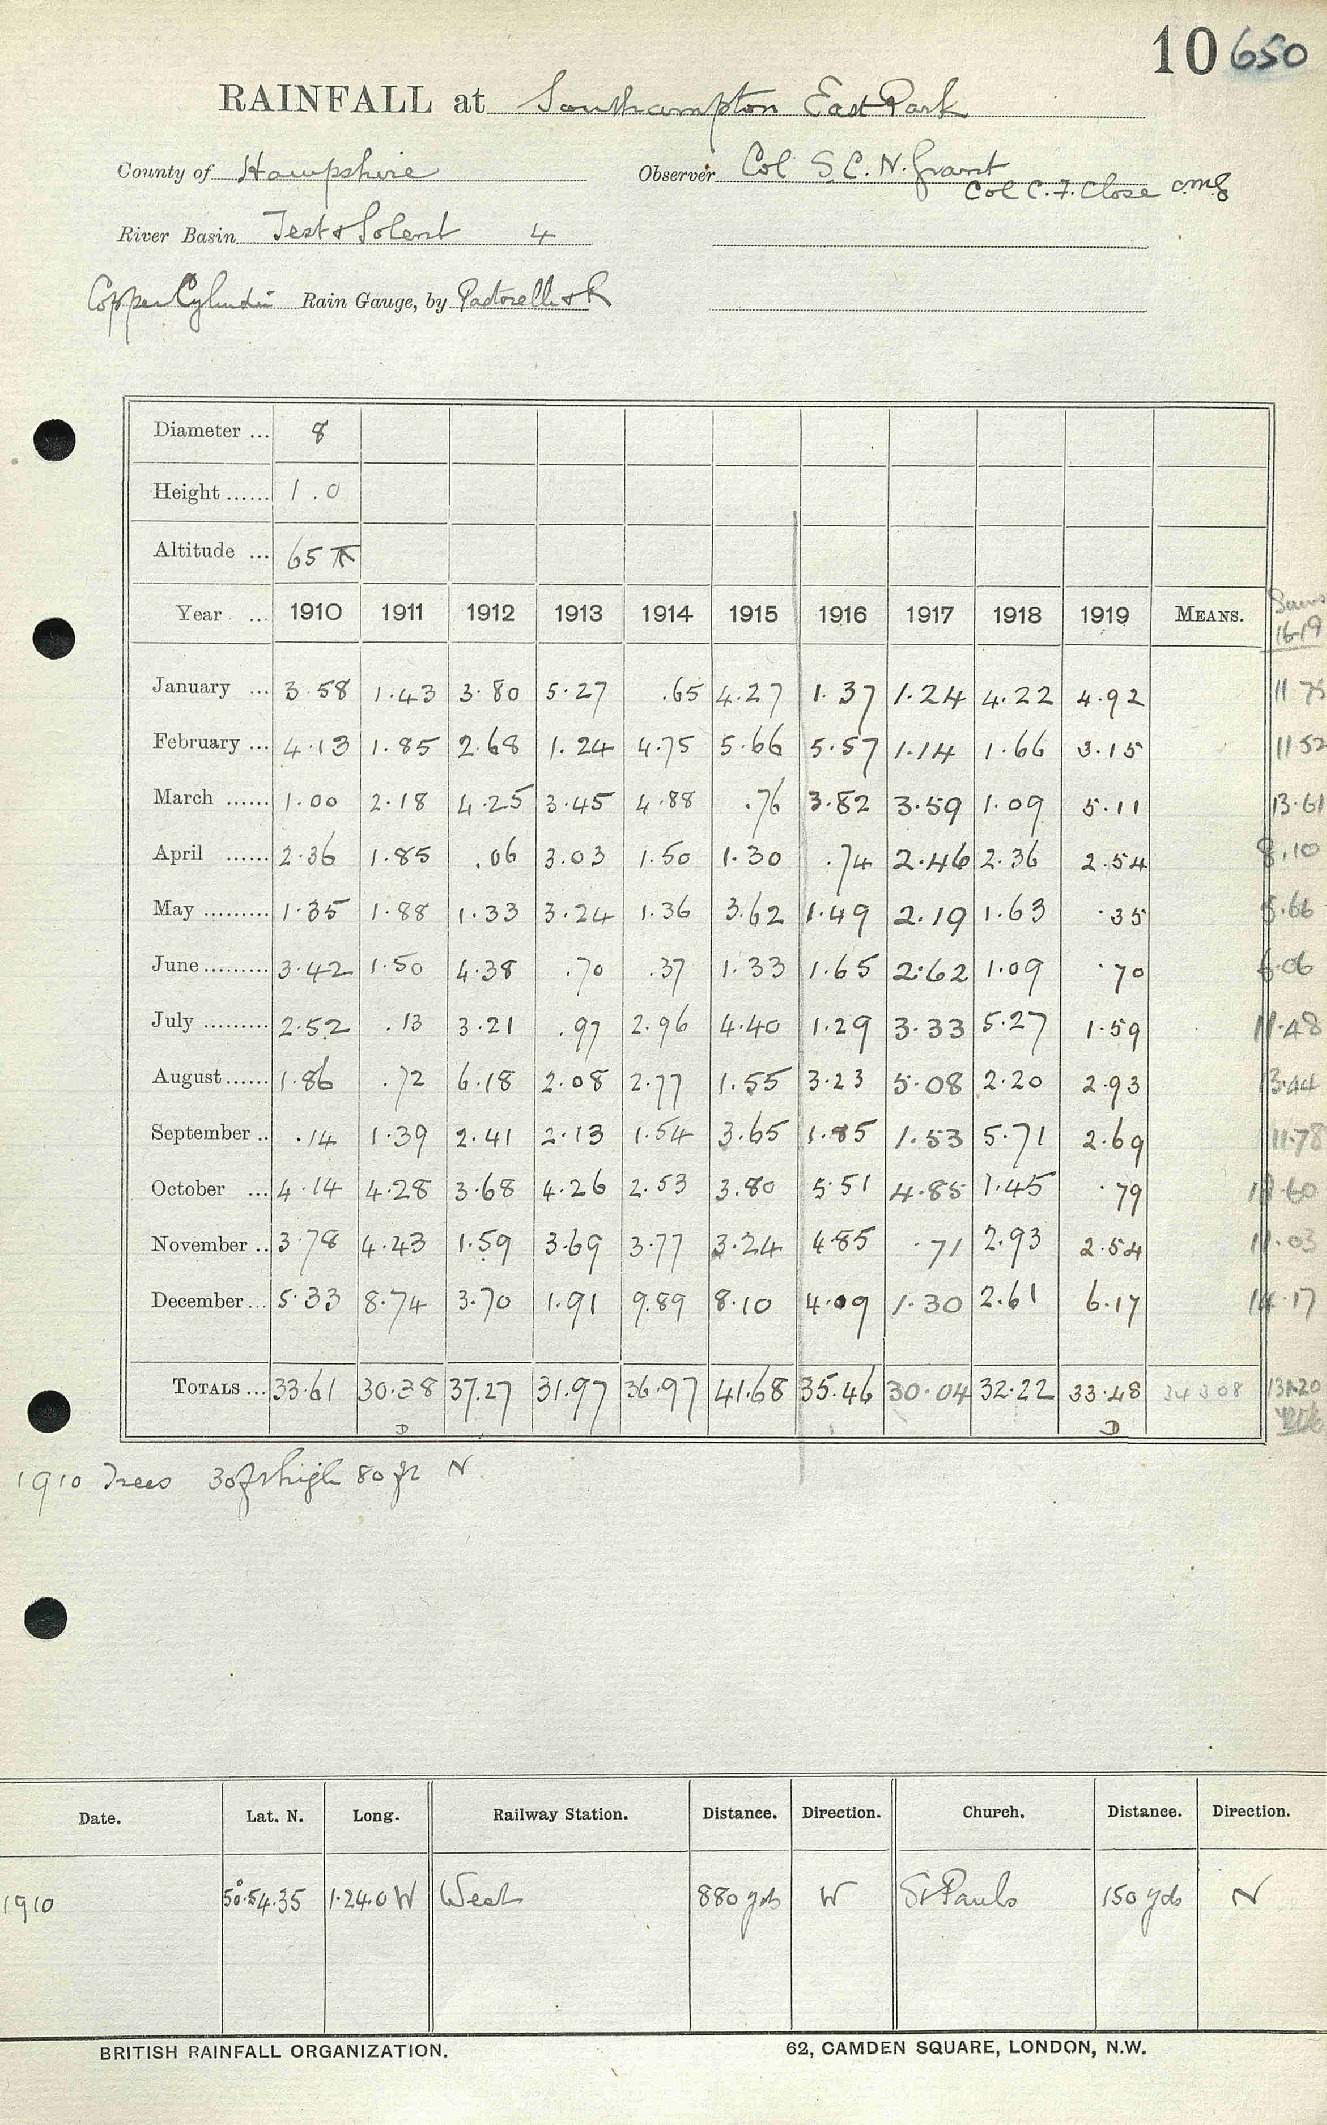 10 650
RAINFALL at Southampton East Park
County of Hampshire Observer Col S.C.N. Grant
Col C.F. Close CMG
River Basin Test & Solent 4
Copper Cylinder Rain Gauge, by Pastorelli & R
Diameter ... 8
Height ...... 1.0
Altitude ... 65 ft
Year ... 1910 1911 1912 1913 1914 1915 1916 1917 1918 1919 MEANS. Sums 16-19
January ... 3.58 1.43 3.80 5.27 .65 4.27 1.37 1.24 4.22 4.92 11.75
February ... 4.13 1.85 2.68 1.24 4.75 5.66 5.57 1.14 1.66 3.15 11.52
March ...... 1.00 2.18 4.25 3.45 4.88 .76 3.82 3.59 1.09 5.11 13.61
April ...... 2.36 1.85 .06 3.03 1.50 1.30 .74 2.46 2.36 2.54 8.10
May ......... 1.35 1.88 1.33 3.24 1.36 3.62 1.49 2.19 1.63 .35 5.66
June ......... 3.42 1.50 4.38 .70 .37 1.33 1.65 2.62 1.09 .70 6.06
July ......... 2.52 .13 3.21 .97 2.96 4.40 1.29 3.33 5.27 1.59 11.48
August ...... 1.86 .72 6.18 2.08 2.77 1.55 3.23 5.08 2.20 2.93 13.44
September .. .14 1.39 2.41 2.13 1.54 3.65 1.85 1.53 5.71 2.69 11.78
October ... 4.14 4.28 3.68 4.26 2.53 3.80 5.51 4.85 1.45 .79 12.60
November .. 3.78 4.43 1.59 3.69 3.77 3.24 4.85 .71 2.93 2.54 11.03
December ... 5.33 8.74 3.70 1.91 9.89 8.10 4.09 1.30 2.61 6.17 14.17
TOTALS ... 33.61 30.38 37.27 31.97 36.97 41.68 35.46 30.04 32.22 33.48 34 308 131.20
D D
1910 Trees 30ft high 80 ft N
Date. Lat. N. Long. Railway Station. Distance. Direction. Church. Distance. Direction.
1910 50°.54.35 1.24.0 W West 880 yds W St Pauls 150 yds N
BRITISH RAINFALL ORGANIZATION. 62, CAMDEN SQUARE, LONDON, N.W.